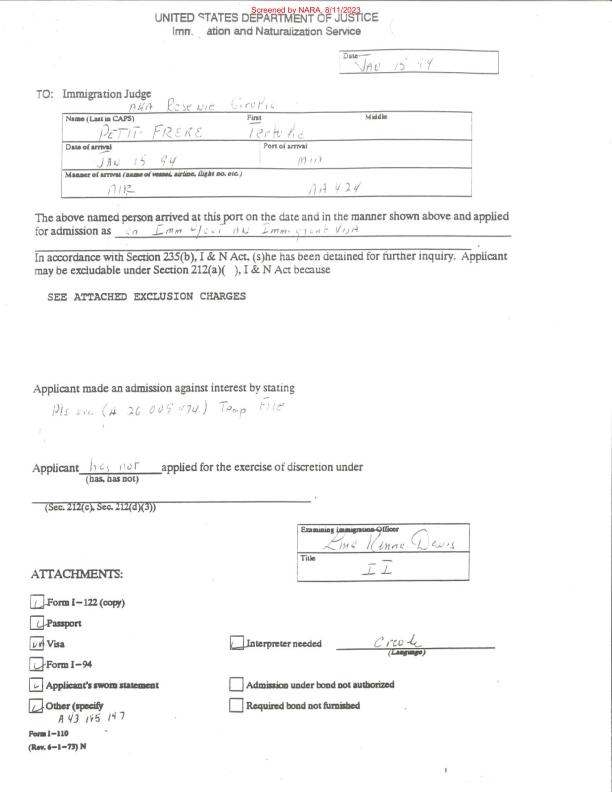 Screened by NARA, 8/11/2023
UNITED STATES DEPARTMENT OF JUSTICE
Imm ation and Naturalization Service
Date
JAN 15 94
TO: Immigration Judge
AKA Rosenie
Name (Last in CAPS) First Middle
PETIT-FRERE
Date of arrival Port of arrival
JAN 15 94 MIA
Manner of arrival (name of vessel, airline, flight no. etc.)
AIR AA 424
The above named person arrived at this port on the date and in the manner shown above and applied
for admission as an Imm w/out AN Immigrant VISA
In accordance with Section 235(b), I & N Act, (s)he has been detained for further inquiry. Applicant
may be excludable under Section 212(a)( ), I & N Act because
SEE ATTACHED EXCLUSION CHARGES
Applicant made an admission against interest by stating
Pls see (A 26 009 474) Temp File
Applicant has not applied for the exercise of discretion under
(has, has not)
(Sec. 212(c), Sec. 212(d)(3))
Examining Immigration Officer
Davis
Title
II
ATTACHMENTS:
Form I-122 (copy)
Passport
Visa Interpreter needed Creole
(Language)
Form I-94
Applicant's sworn statement Admission under bond not authorized
Other (specify Required bond not furnished
A 43 195 147
Form I-110
(Rev. 6-1-73) N